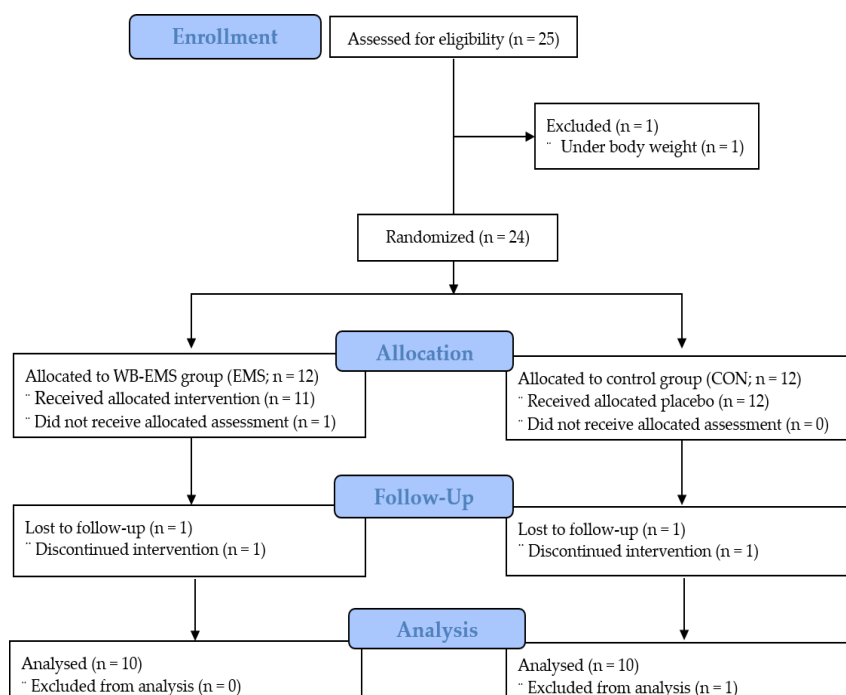 Enrollment
Assessed for eligibility (n = 25)
Excluded (n = 1)
¨ Under body weight (n = 1)
Randomized (n = 24)
Allocation
Allocated to WB-EMS group (EMS; n = 12)
¨ Received allocated intervention (n = 11)
¨ Did not receive allocated assessment (n = 1)
Allocated to control group (CON; n = 12)
¨ Received allocated placebo (n = 12)
¨ Did not receive allocated assessment (n = 0)
Follow-Up
Lost to follow-up (n = 1)
¨ Discontinued intervention (n = 1)
Lost to follow-up (n = 1)
¨ Discontinued intervention (n = 1)
Analysis
Analysed (n = 10)
¨ Excluded from analysis (n = 0)
Analysed (n = 10)
¨ Excluded from analysis (n = 1)